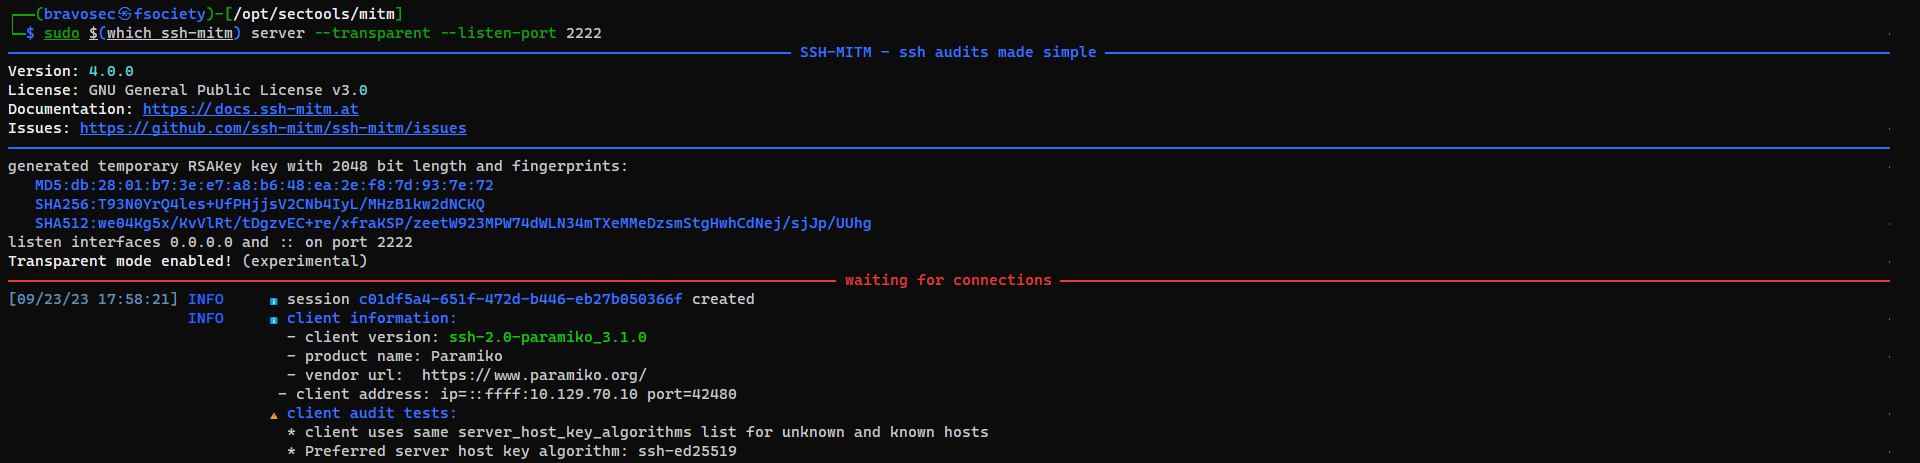 ┌──(bravosec㉿fsociety)-[/opt/sectools/mitm]
└─$ sudo $(which ssh-mitm) server --transparent --listen-port 2222
SSH-MITM - ssh audits made simple
Version: 4.0.0
License: GNU General Public License v3.0
Documentation: https://docs.ssh-mitm.at
Issues: https://github.com/ssh-mitm/ssh-mitm/issues
generated temporary RSAKey key with 2048 bit length and fingerprints:
MD5:db:28:01:b7:3e:e7:a8:b6:48:ea:2e:f8:7d:93:7e:72
SHA256:T93N0YrQ4les+UfPHjjsV2CNb4IyL/MHzB1kw2dNCKQ
SHA512:we04Kg5x/KvVlRt/tDgzvEC+re/xfraKSP/zeetW923MPW74dWLN34mTXeMMeDzsmStgHwhCdNej/sjJp/UUhg
listen interfaces 0.0.0.0 and :: on port 2222
Transparent mode enabled! (experimental)
waiting for connections
[09/23/23 17:58:21] INFO ℹ session c01df5a4-651f-472d-b446-eb27b050366f created
INFO ℹ client information:
- client version: ssh-2.0-paramiko_3.1.0
- product name: Paramiko
- vendor url:  https://www.paramiko.org/
- client address: ip=::ffff:10.129.70.10 port=42480
⚠ client audit tests:
* client uses same server_host_key_algorithms list for unknown and known hosts
* Preferred server host key algorithm: ssh-ed25519